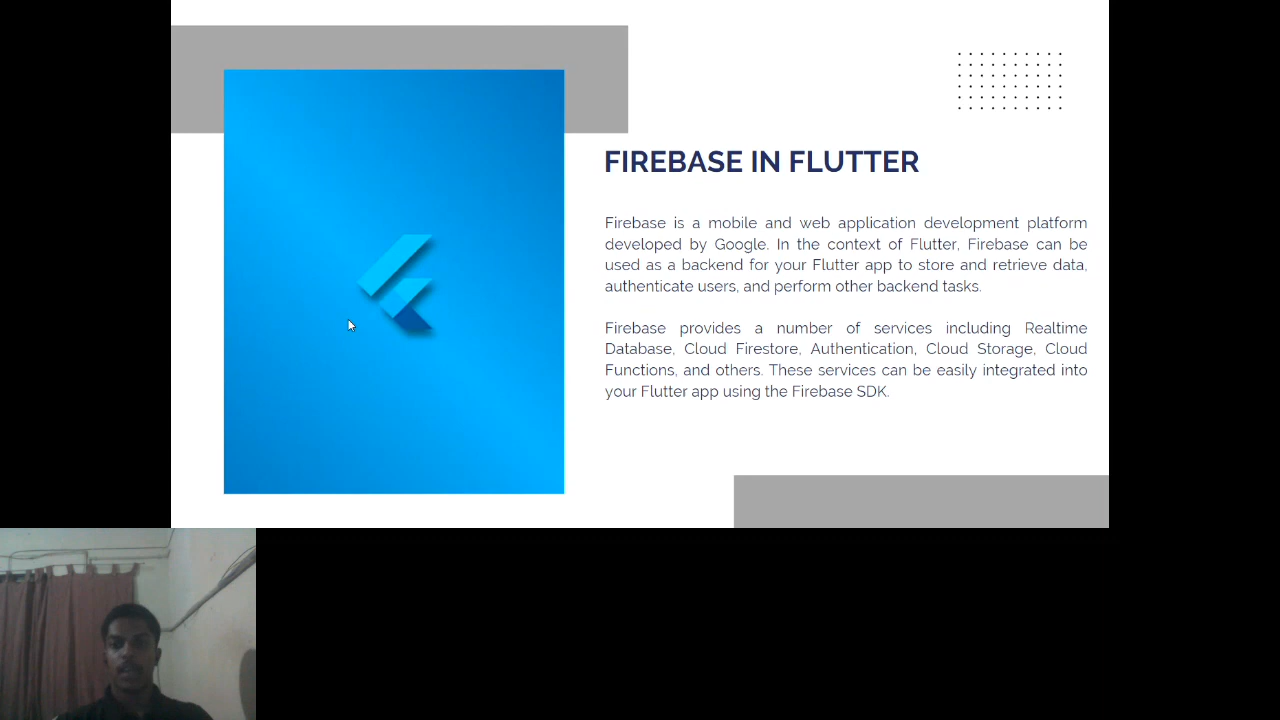 FIREBASE IN FLUTTER
Firebase is a mobile and web application development platform
developed by Google. In the context of Flutter, Firebase can be
used as a backend for your Flutter app to store and retrieve data,
authenticate users, and perform other backend tasks.
Firebase provides a number of services including Realtime
Database, Cloud Firestore, Authentication, Cloud Storage, Cloud
Functions, and others. These services can be easily integrated into
your Flutter app using the Firebase SDK.